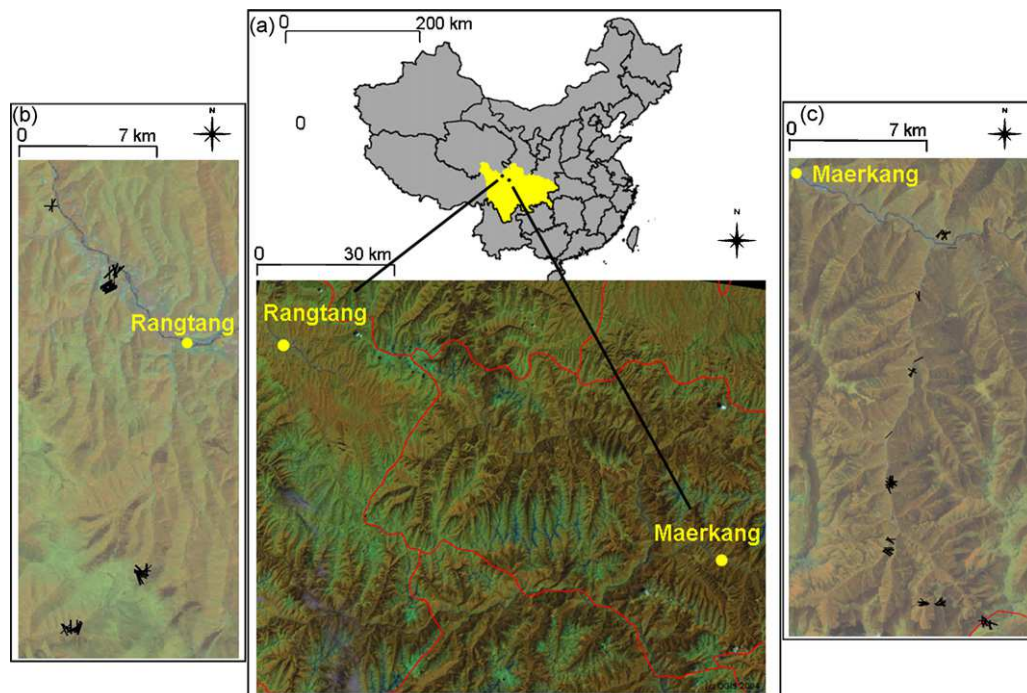 (a)
0 200 km
0
N
0 30 km
Rangtang
Maerkang
(b)
N
0 7 km
Rangtang
(c)
N
0 7 km
Maerkang